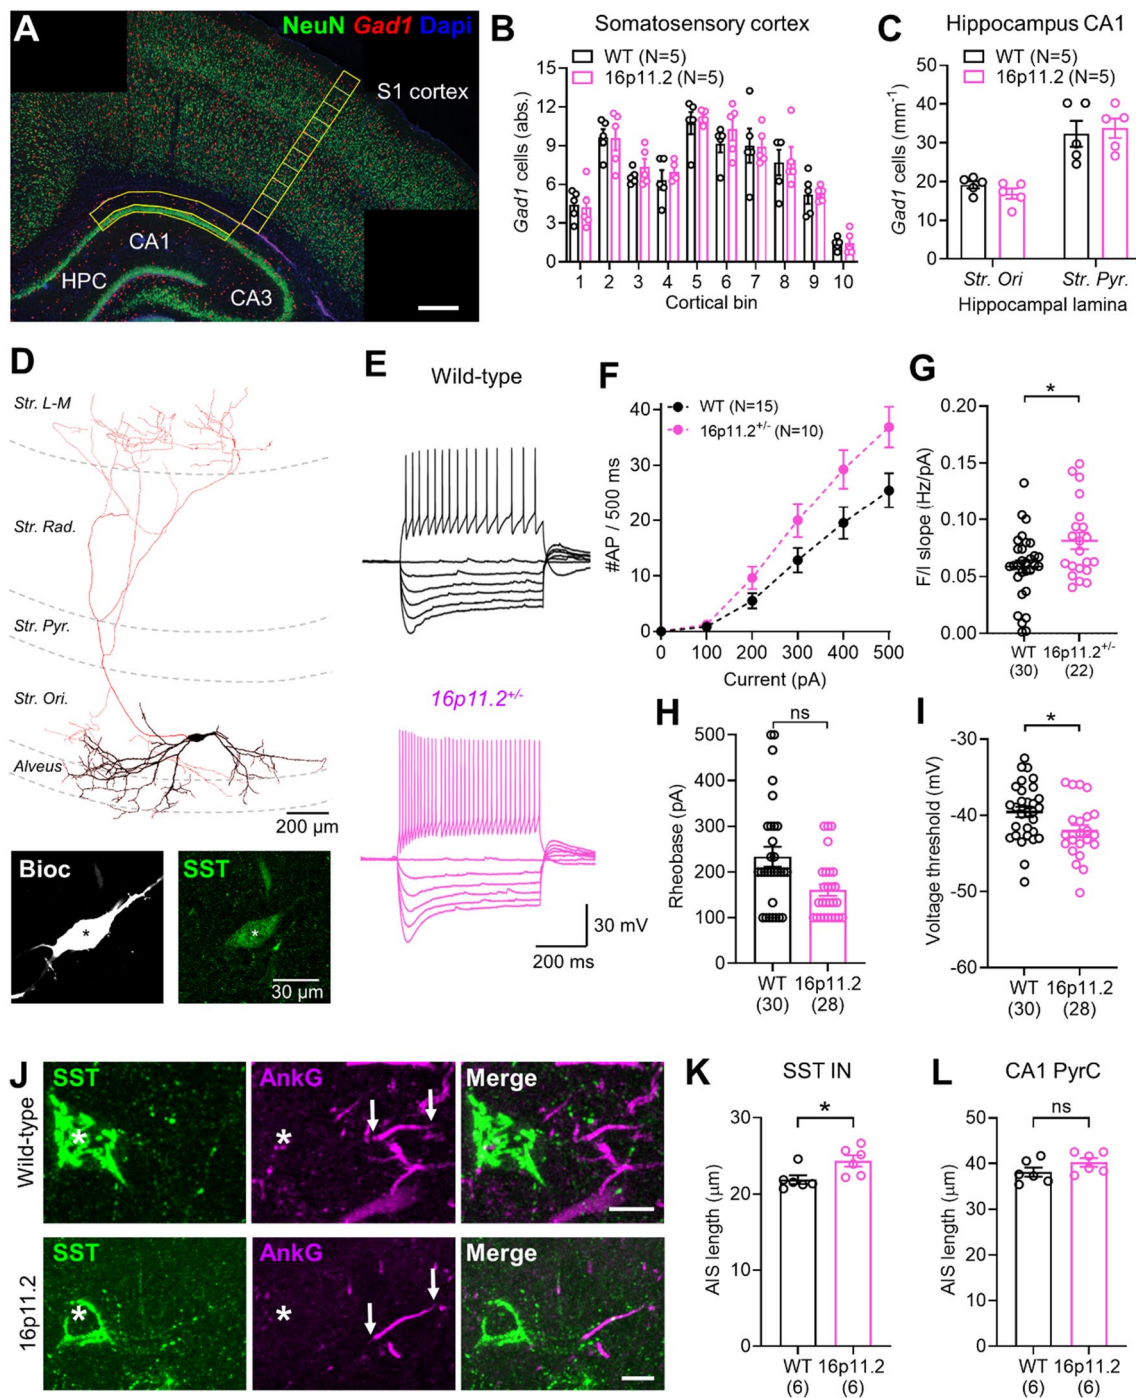 A
NeuN Gad1 Dapi
S1 cortex
CA1
HPC
CA3
B
Somatosensory cortex
WT (N=5)
16p11.2 (N=5)
Gad1 cells (abs.)
15
12
9
6
3
0
1 2 3 4 5 6 7 8 9 10
Cortical bin
C
Hippocampus CA1
WT (N=5)
16p11.2 (N=5)
Gad1 cells (mm⁻¹)
50
40
30
20
10
0
Str. Ori Str. Pyr.
Hippocampal lamina
D
Str. L-M
Str. Rad.
Str. Pyr.
Str. Ori.
Alveus
200 µm
Bioc
*
SST
*
30 µm
E
Wild-type
16p11.2⁺/⁻
30 mV
200 ms
F
WT (N=15)
16p11.2⁺/⁻ (N=10)
#AP / 500 ms
40
30
20
10
0
0 100 200 300 400 500
Current (pA)
G
*
F/I slope (Hz/pA)
0.20
0.15
0.10
0.05
0.00
WT 16p11.2⁺/⁻
(30) (22)
H
ns
Rheobase (pA)
500
400
300
200
100
0
WT 16p11.2
(30) (28)
I
*
Voltage threshold (mV)
-30
-40
-50
-60
WT 16p11.2
(30) (28)
J
Wild-type
SST
*
AnkG
*
Merge
16p11.2
SST
*
AnkG
*
Merge
K
SST IN
*
AIS length (µm)
30
20
10
0
WT 16p11.2
(6) (6)
L
CA1 PyrC
ns
AIS length (µm)
50
40
30
20
10
0
WT 16p11.2
(6) (6)